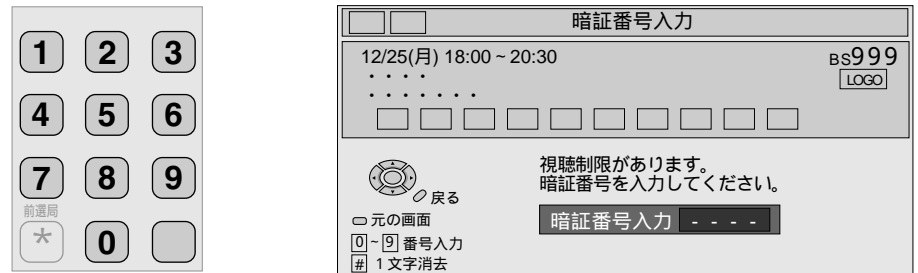 1 2 3
4 5 6
7 8 9
前選局
* 0
暗証番号入力
12/25(月) 18:00 ~ 20:30
BS999
LOGO
・・・・
・・・・・・・
視聴制限があります。
暗証番号を入力してください。
暗証番号入力 - - - -
戻る
元の画面
0 ~ 9 番号入力
# 1文字消去